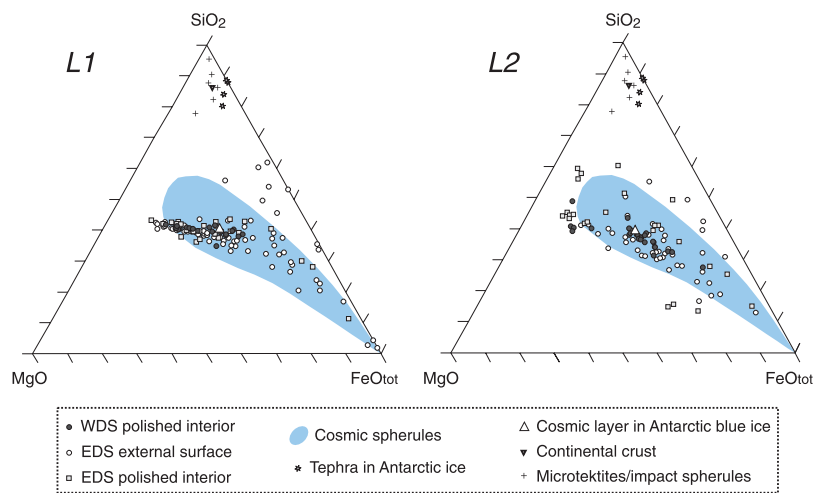 SiO2
SiO2
L1
L2
MgO
FeOtot
MgO
FeOtot
WDS polished interior
EDS external surface
EDS polished interior
Cosmic spherules
Tephra in Antarctic ice
Cosmic layer in Antarctic blue ice
Continental crust
Microtektites/impact spherules